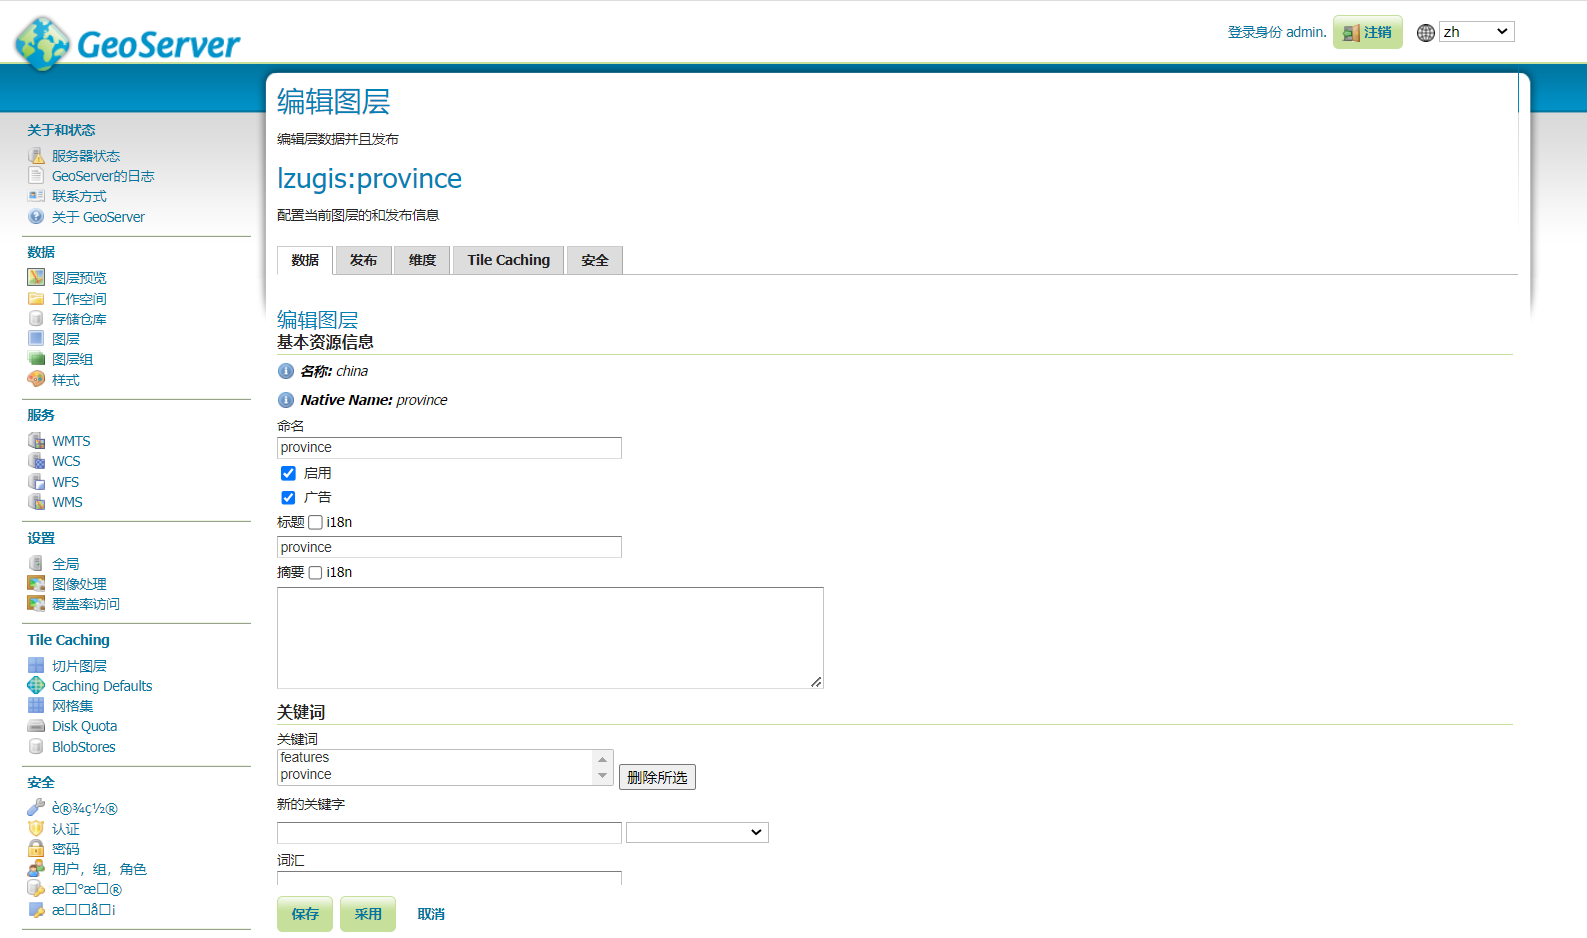 GeoServer
登录身份 admin.
注销
zh
关于和状态
服务器状态
GeoServer的日志
联系方式
关于 GeoServer
数据
图层预览
工作空间
存储仓库
图层
图层组
样式
服务
WMTS
WCS
WFS
WMS
设置
全局
图像处理
覆盖率访问
Tile Caching
切片图层
Caching Defaults
网格集
Disk Quota
BlobStores
安全
è®¾ç½®
认证
密码
用户，组，角色
æ□°æ□®
æ□□å□¡
编辑图层
编辑层数据并且发布
lzugis:province
配置当前图层的和发布信息
数据 发布 维度 Tile Caching 安全
编辑图层
基本资源信息
名称: china
Native Name: province
命名
province
启用
广告
标题 i18n
province
摘要 i18n
关键词
关键词
features
province
删除所选
新的关键字
词汇
保存 采用 取消